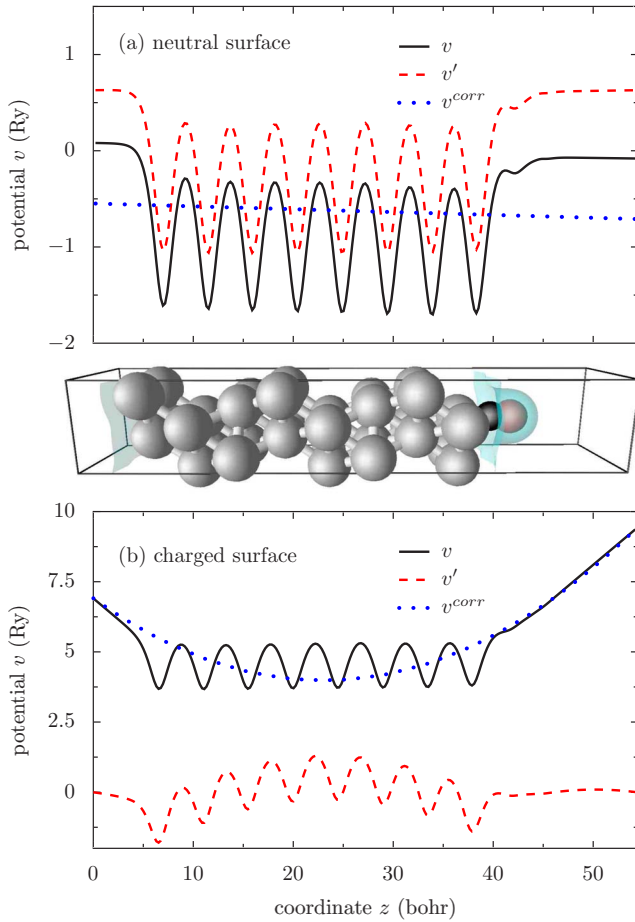 1
0
−1
−2
potential v (Ry)
(a) neutral surface
v
v′
v^corr
10
7.5
5
2.5
0
potential v (Ry)
(b) charged surface
v
v′
v^corr
0 10 20 30 40 50
coordinate z (bohr)